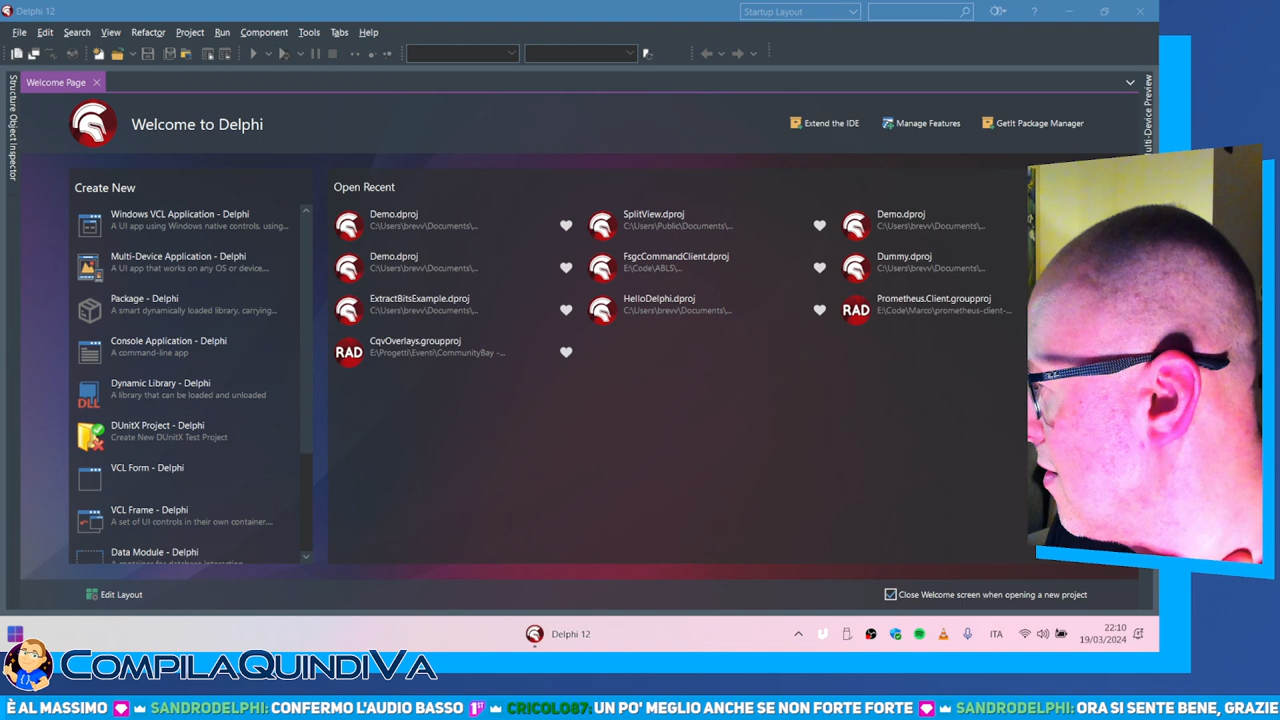 Delphi 12
Startup Layout
File Edit Search View Refactor Project Run Component Tools Tabs Help
Welcome Page
Structure Object Inspector
Multi-Device Preview
Welcome to Delphi
Extend the IDE
Manage Features
GetIt Package Manager
Create New
Windows VCL Application - Delphi
A UI app using Windows native controls, using...
Multi-Device Application - Delphi
A UI app that works on any OS or device,...
Package - Delphi
A smart dynamically loaded library, carrying...
Console Application - Delphi
A command-line app
Dynamic Library - Delphi
A library that can be loaded and unloaded
DLL
DUnitX Project - Delphi
Create New DUnitX Test Project
VCL Form - Delphi
VCL Frame - Delphi
A set of UI controls in their own container,...
Data Module - Delphi
Open Recent
Demo.dproj
C:\Users\brevv\Documents\...
SplitView.dproj
C:\Users\Public\Documents\...
Demo.dproj
C:\Users\brevv\Documents\...
Demo.dproj
C:\Users\brevv\Documents\...
FsgcCommandClient.dproj
E:\Code\ABLS\...
Dummy.dproj
C:\Users\brevv\Documents\...
ExtractBitsExample.dproj
C:\Users\brevv\Documents\...
HelloDelphi.dproj
C:\Users\brevv\Documents\...
RAD
Prometheus.Client.groupproj
E:\Code\Marco\prometheus-client-...
RAD
CqvOverlays.groupproj
E:\Progetti\Eventi\CommunityBay -...
Edit Layout
Close Welcome screen when opening a new project
Delphi 12
ITA
22:10
19/03/2024
COMPILAQUINDIVA
È AL MASSIMO SANDRODELPHI: CONFERMO L'AUDIO BASSO 1ST CRICOLO87: UN PO' MEGLIO ANCHE SE NON FORTE FORTE SANDRODELPHI: ORA SI SENTE BENE, GRAZIE